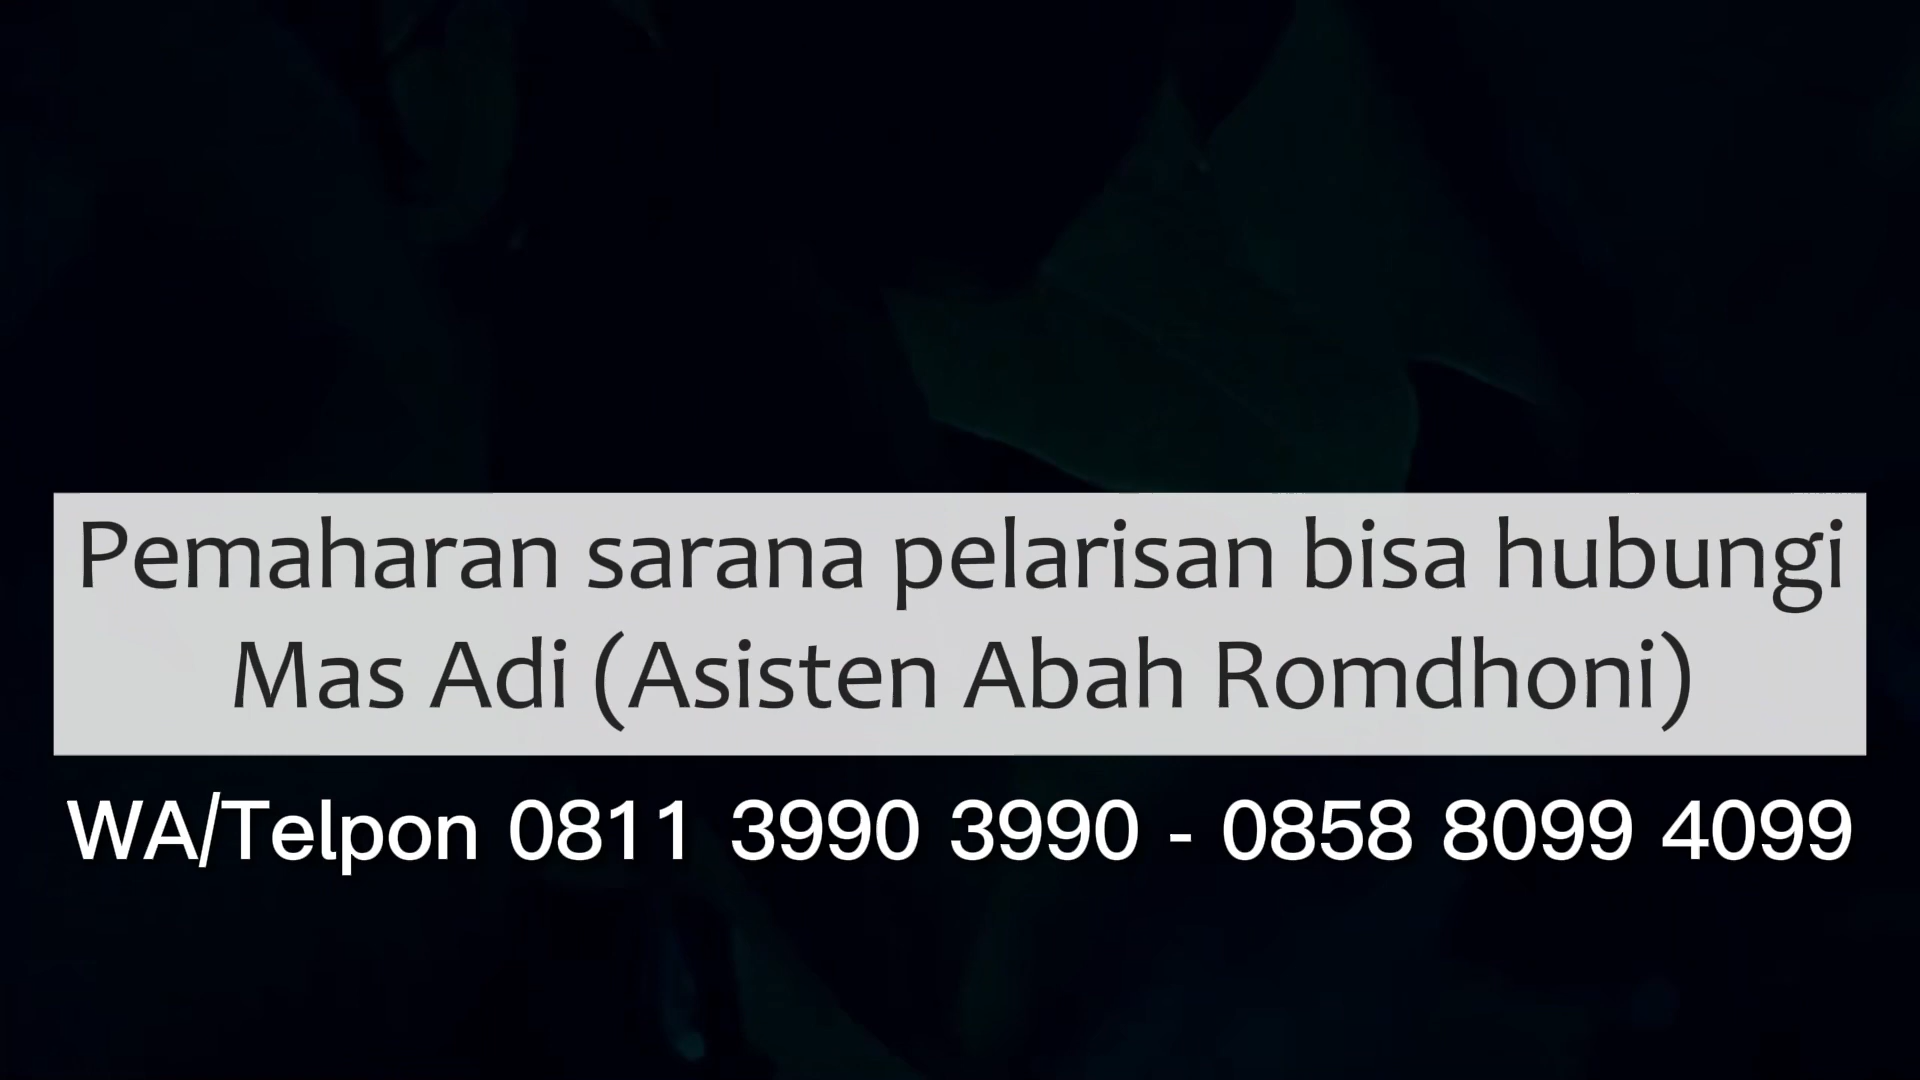 Pemaharan sarana pelarisan bisa hubungi
Mas Adi (Asisten Abah Romdhoni)
WA/Telpon 0811 3990 3990 - 0858 8099 4099